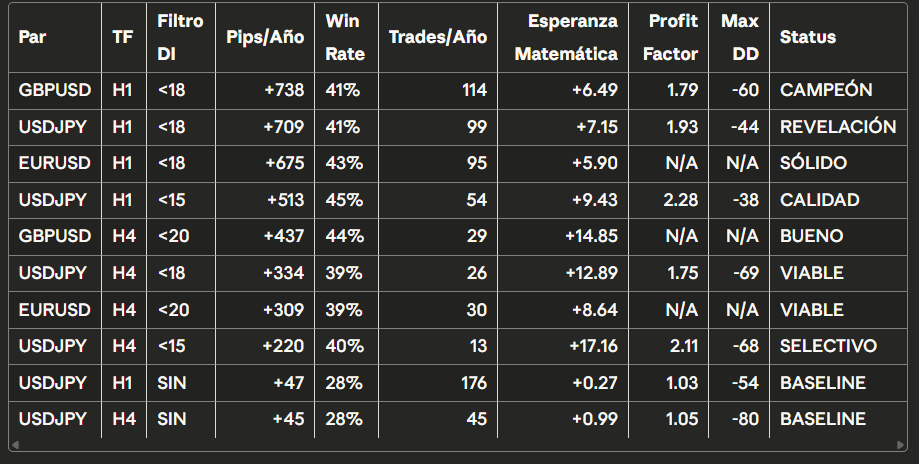 Par TF Filtro DI Pips/Año Win Rate Trades/Año Esperanza Matemática Profit Factor Max DD Status
GBPUSD H1 <18 +738 41% 114 +6.49 1.79 -60 CAMPEÓN
USDJPY H1 <18 +709 41% 99 +7.15 1.93 -44 REVELACIÓN
EURUSD H1 <18 +675 43% 95 +5.90 N/A N/A SÓLIDO
USDJPY H1 <15 +513 45% 54 +9.43 2.28 -38 CALIDAD
GBPUSD H4 <20 +437 44% 29 +14.85 N/A N/A BUENO
USDJPY H4 <18 +334 39% 26 +12.89 1.75 -69 VIABLE
EURUSD H4 <20 +309 39% 30 +8.64 N/A N/A VIABLE
USDJPY H4 <15 +220 40% 13 +17.16 2.11 -68 SELECTIVO
USDJPY H1 SIN +47 28% 176 +0.27 1.03 -54 BASELINE
USDJPY H4 SIN +45 28% 45 +0.99 1.05 -80 BASELINE